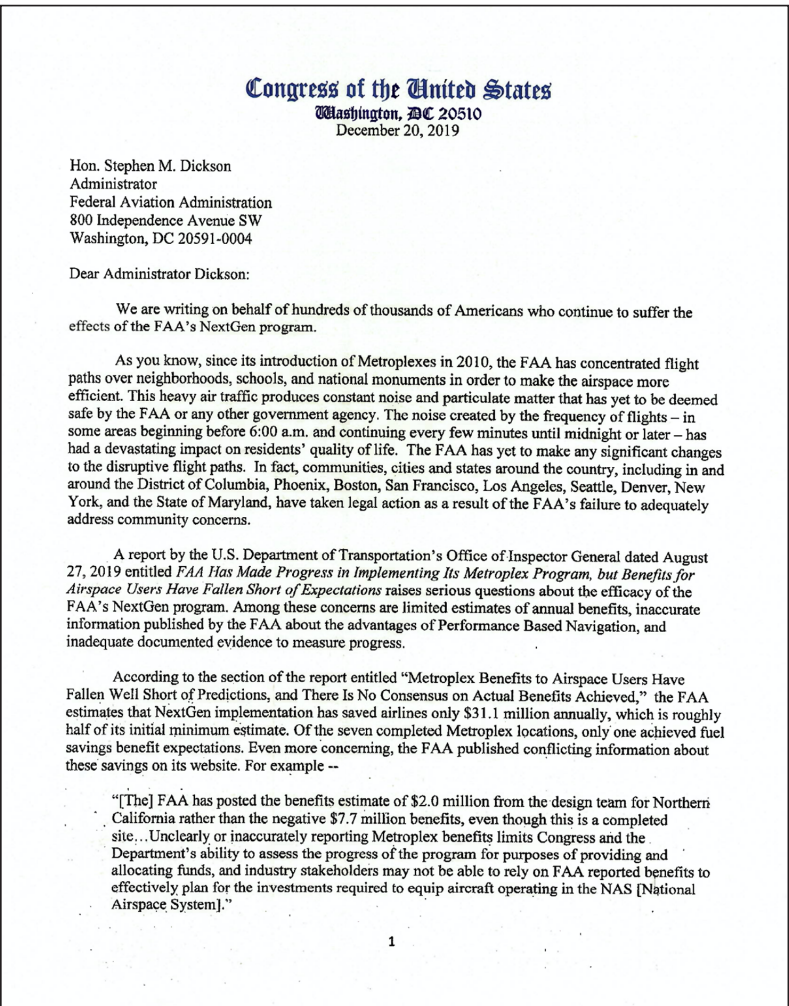 Congress of the United States
Washington, DC 20510
December 20, 2019
Hon. Stephen M. Dickson
Administrator
Federal Aviation Administration
800 Independence Avenue SW
Washington, DC 20591-0004
Dear Administrator Dickson:
We are writing on behalf of hundreds of thousands of Americans who continue to suffer the
effects of the FAA's NextGen program.
As you know, since its introduction of Metroplexes in 2010, the FAA has concentrated flight
paths over neighborhoods, schools, and national monuments in order to make the airspace more
efficient. This heavy air traffic produces constant noise and particulate matter that has yet to be deemed
safe by the FAA or any other government agency. The noise created by the frequency of flights – in
some areas beginning before 6:00 a.m. and continuing every few minutes until midnight or later – has
had a devastating impact on residents' quality of life. The FAA has yet to make any significant changes
to the disruptive flight paths. In fact, communities, cities and states around the country, including in and
around the District of Columbia, Phoenix, Boston, San Francisco, Los Angeles, Seattle, Denver, New
York, and the State of Maryland, have taken legal action as a result of the FAA's failure to adequately
address community concerns.
A report by the U.S. Department of Transportation's Office of Inspector General dated August
27, 2019 entitled FAA Has Made Progress in Implementing Its Metroplex Program, but Benefits for
Airspace Users Have Fallen Short of Expectations raises serious questions about the efficacy of the
FAA's NextGen program. Among these concerns are limited estimates of annual benefits, inaccurate
information published by the FAA about the advantages of Performance Based Navigation, and
inadequate documented evidence to measure progress.
According to the section of the report entitled "Metroplex Benefits to Airspace Users Have
Fallen Well Short of Predictions, and There Is No Consensus on Actual Benefits Achieved," the FAA
estimates that NextGen implementation has saved airlines only $31.1 million annually, which is roughly
half of its initial minimum estimate. Of the seven completed Metroplex locations, only one achieved fuel
savings benefit expectations. Even more concerning, the FAA published conflicting information about
these savings on its website. For example --
"[The] FAA has posted the benefits estimate of $2.0 million from the design team for Northern
California rather than the negative $7.7 million benefits, even though this is a completed
site…Unclearly or inaccurately reporting Metroplex benefits limits Congress and the
Department's ability to assess the progress of the program for purposes of providing and
allocating funds, and industry stakeholders may not be able to rely on FAA reported benefits to
effectively plan for the investments required to equip aircraft operating in the NAS [National
Airspace System]."
1